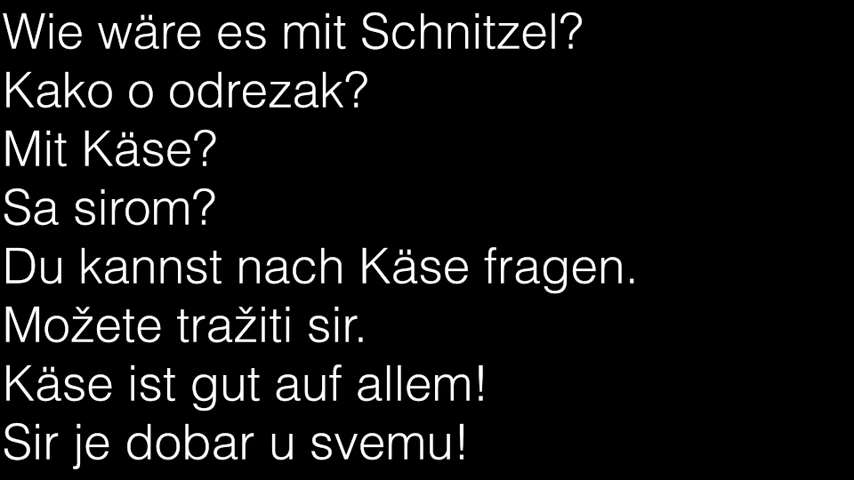 Wie wäre es mit Schnitzel?
Kako o odrezak?
Mit Käse?
Sa sirom?
Du kannst nach Käse fragen.
Možete tražiti sir.
Käse ist gut auf allem!
Sir je dobar u svemu!